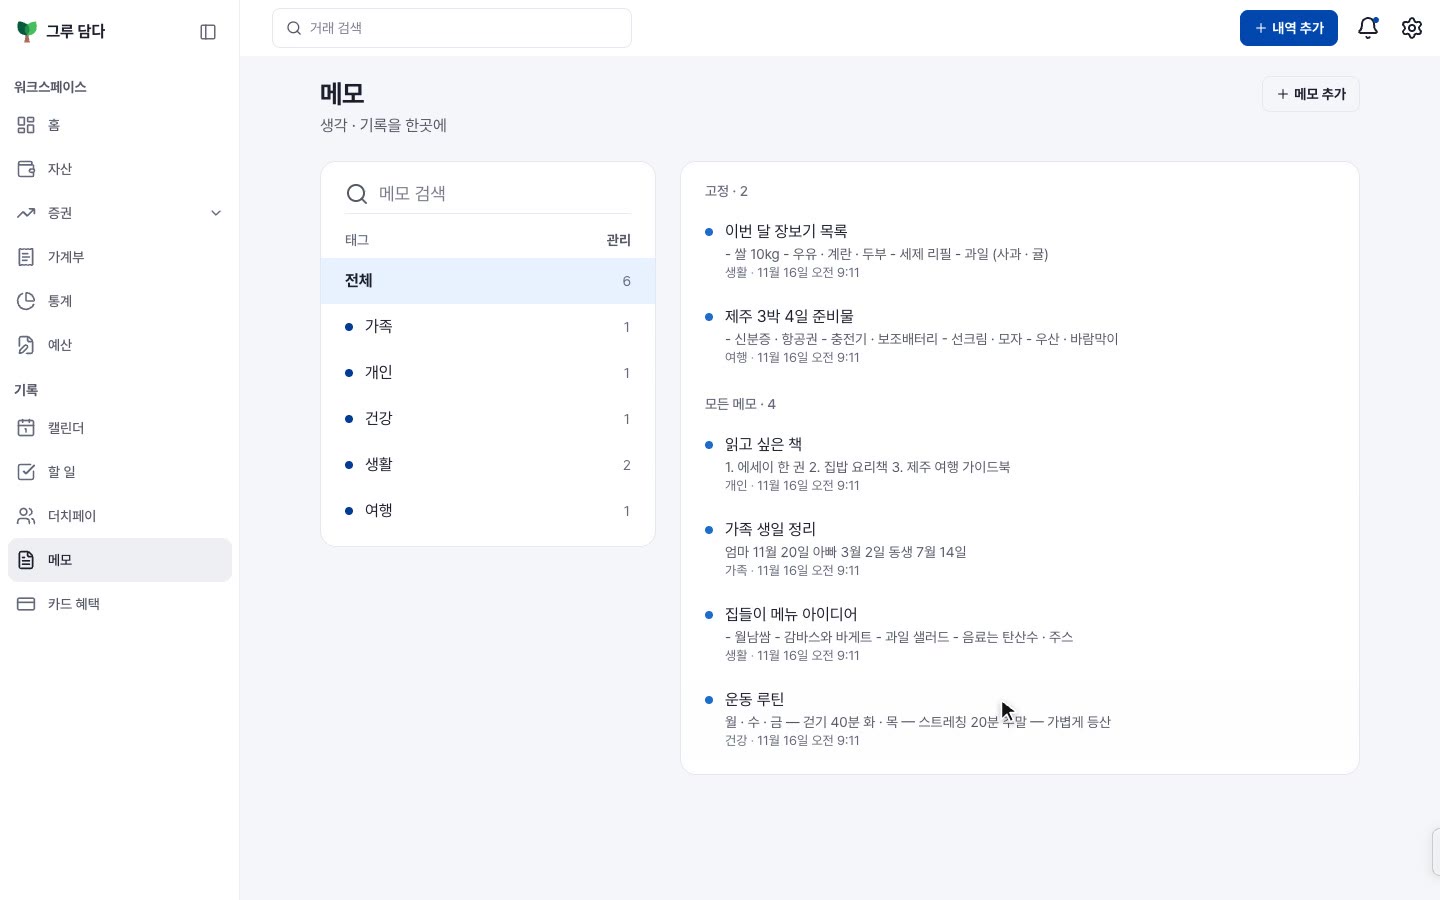 그루 담다
거래 검색
내역 추가
워크스페이스
홈
자산
증권
가계부
통계
예산
기록
캘린더
할 일
더치페이
메모
카드 혜택
메모
생각 · 기록을 한곳에
메모 추가
메모 검색
태그 관리
전체 6
가족 1
개인 1
건강 1
생활 2
여행 1
고정 · 2
이번 달 장보기 목록
- 쌀 10kg - 우유 · 계란 · 두부 - 세제 리필 - 과일 (사과 · 귤)
생활 · 11월 16일 오전 9:11
제주 3박 4일 준비물
- 신분증 · 항공권 - 충전기 · 보조배터리 - 선크림 · 모자 - 우산 · 바람막이
여행 · 11월 16일 오전 9:11
모든 메모 · 4
읽고 싶은 책
1. 에세이 한 권 2. 집밥 요리책 3. 제주 여행 가이드북
개인 · 11월 16일 오전 9:11
가족 생일 정리
엄마 11월 20일 아빠 3월 2일 동생 7월 14일
가족 · 11월 16일 오전 9:11
집들이 메뉴 아이디어
- 월남쌈 - 감바스와 바게트 - 과일 샐러드 - 음료는 탄산수 · 주스
생활 · 11월 16일 오전 9:11
운동 루틴
월 · 수 · 금 — 걷기 40분 화 · 목 — 스트레칭 20분 주말 — 가볍게 등산
건강 · 11월 16일 오전 9:11